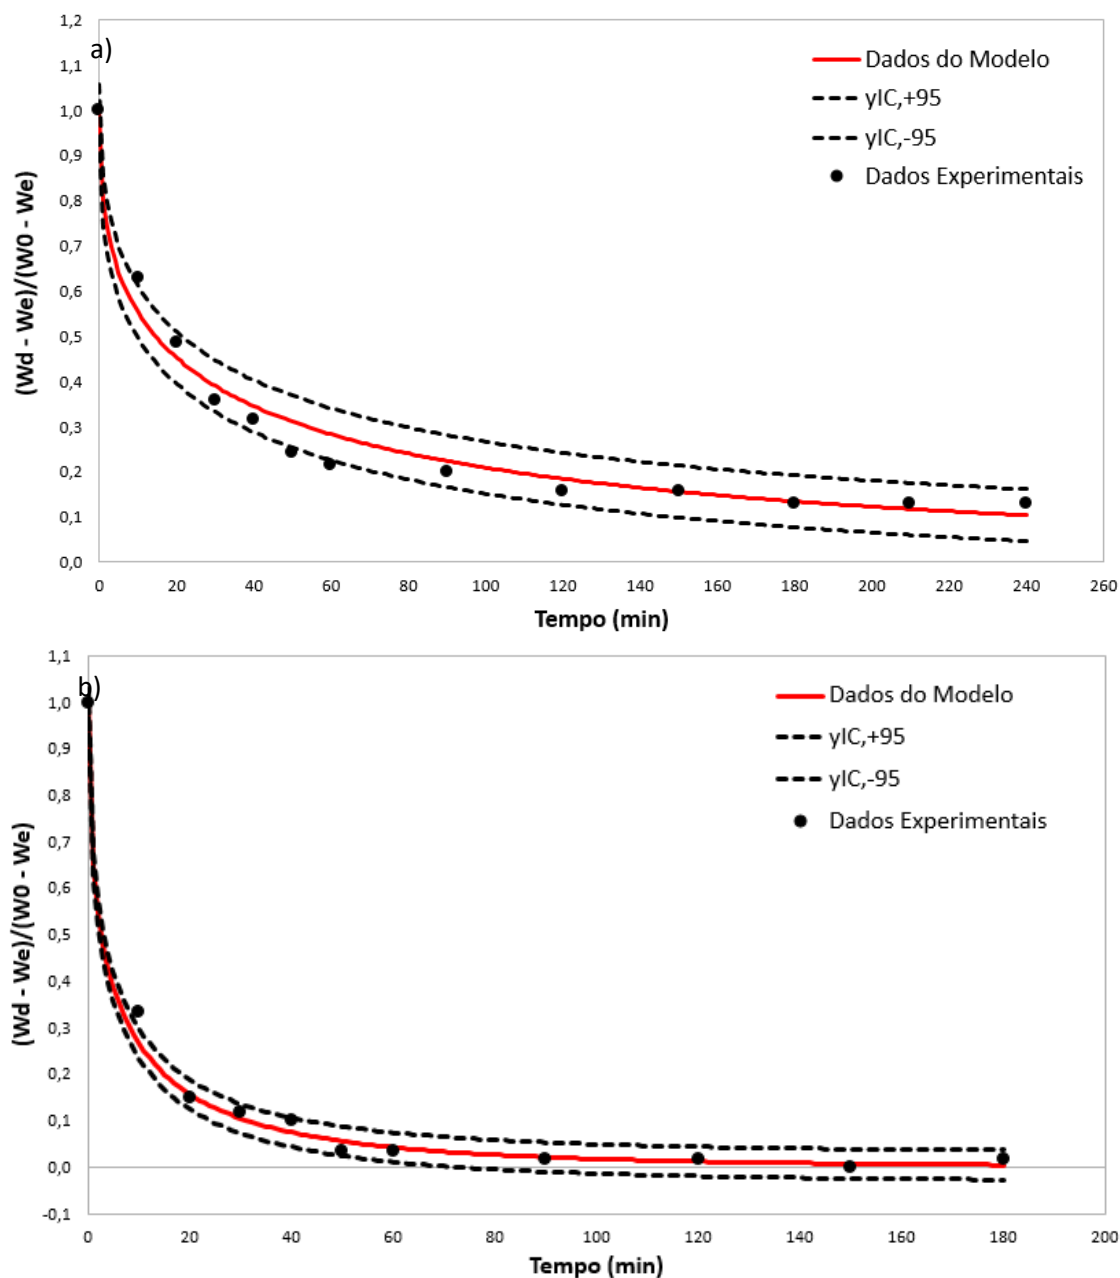 a)
1,2
1,1
1,0
0,9
0,8
0,7
0,6
0,5
0,4
0,3
0,2
0,1
0,0
(Wd - We)/(W0 - We)
Dados do Modelo
yIC,+95
yIC,-95
Dados Experimentais
0 20 40 60 80 100 120 140 160 180 200 220 240 260
Tempo (min)
b)
1,1
1,0
0,9
0,8
0,7
0,6
0,5
0,4
0,3
0,2
0,1
0,0
-0,1
(Wd - We)/(W0 - We)
Dados do Modelo
yIC,+95
yIC,-95
Dados Experimentais
0 20 40 60 80 100 120 140 160 180 200
Tempo (min)